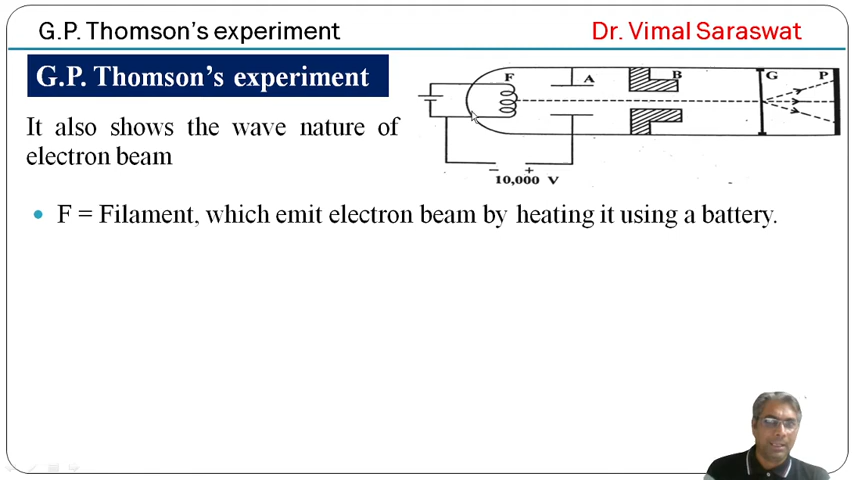 G.P. Thomson's experiment
Dr. Vimal Saraswat
G.P. Thomson's experiment
It also shows the wave nature of
electron beam
F
A
B
G
P
− +
10,000 V
• F = Filament, which emit electron beam by heating it using a battery.